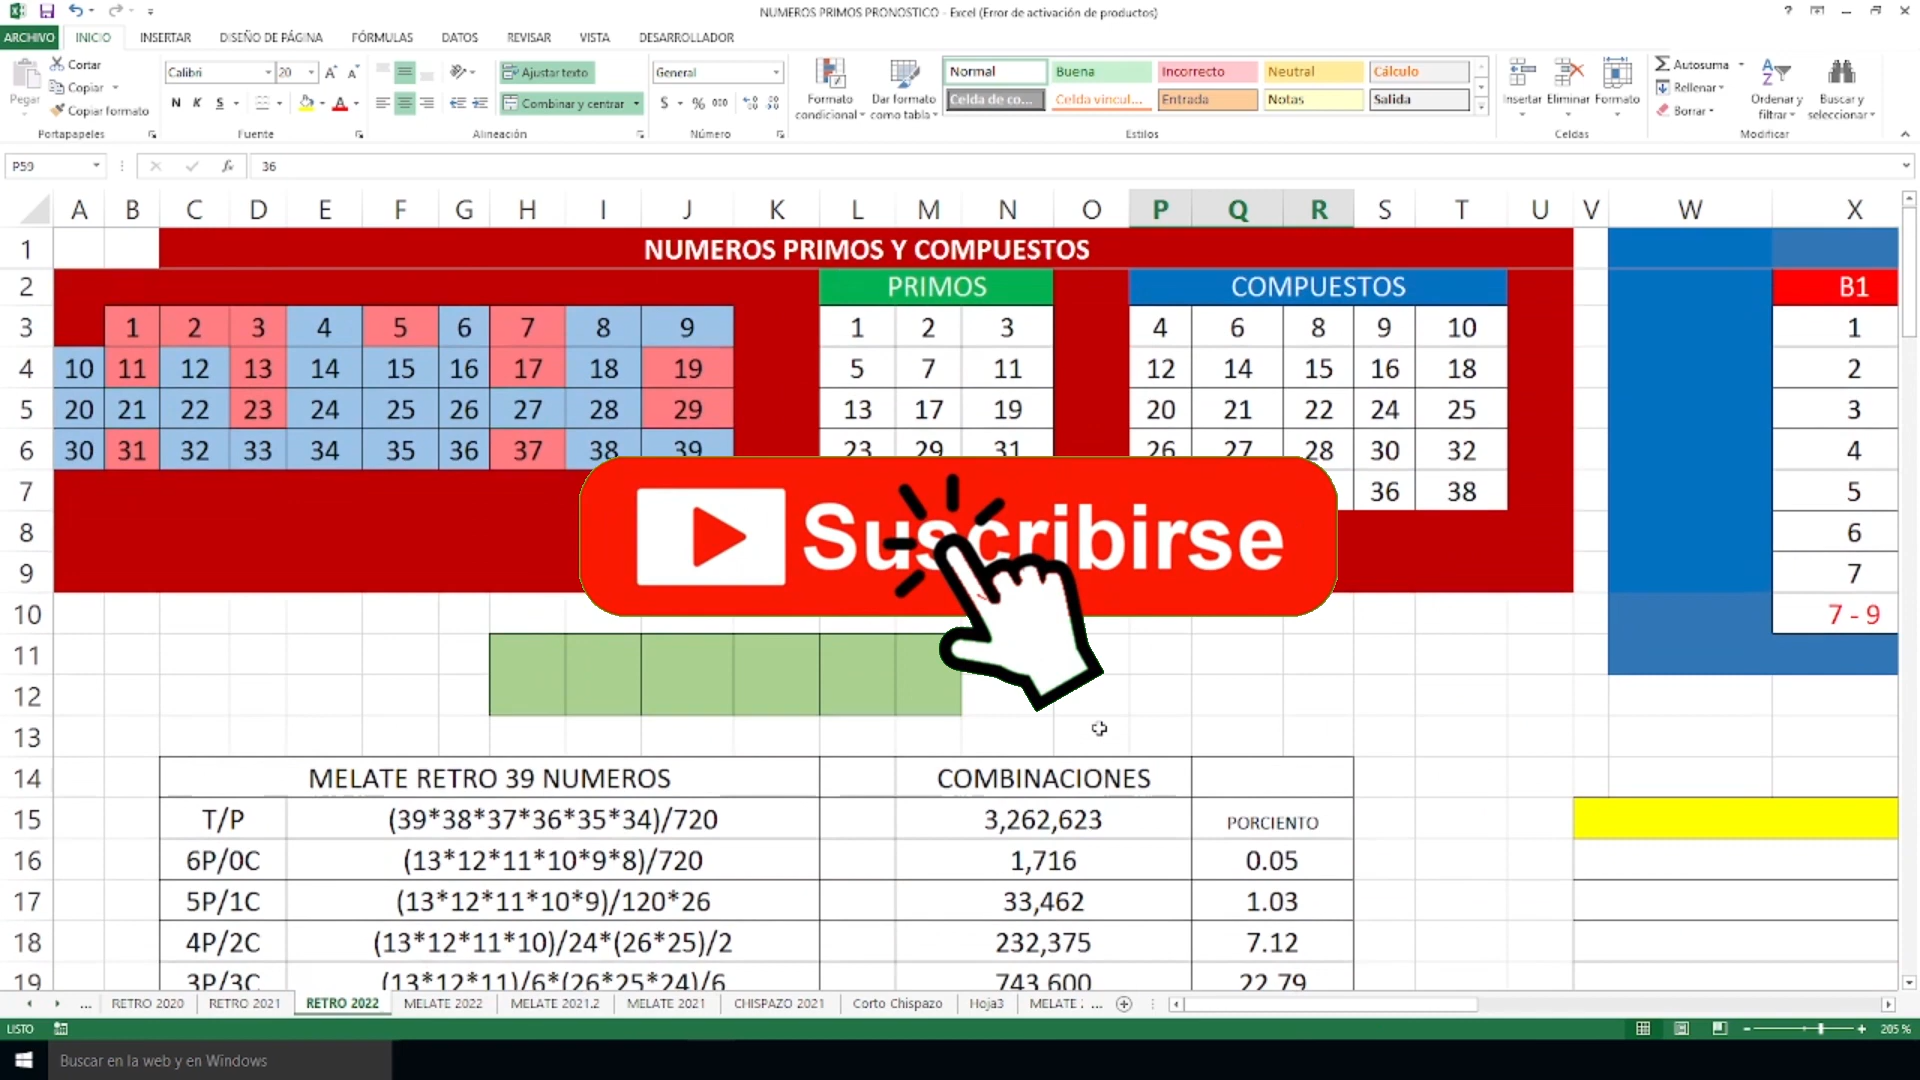 NUMEROS PRIMOS PRONOSTICO - Excel (Error de activación de productos)
ARCHIVO INICIO INSERTAR DISEÑO DE PÁGINA FÓRMULAS DATOS REVISAR VISTA DESARROLLADOR
Pegar
Cortar
Copiar
Copiar formato
Portapapeles
Calibri 20
N K S
Fuente
Ajustar texto
Combinar y centrar
Alineación
General
$ % 000
Número
Formato condicional
Dar formato como tabla
Normal Buena Incorrecto Neutral Cálculo
Celda de co... Celda vincul... Entrada Notas Salida
Estilos
Insertar Eliminar Formato
Celdas
Autosuma
Rellenar
Borrar
Ordenar y filtrar
Buscar y seleccionar
Modificar
P59 fx 36
A B C D E F G H I J K L M N O P Q R S T U V W X
1 NUMEROS PRIMOS Y COMPUESTOS
2 PRIMOS COMPUESTOS B1
3 1 2 3 4 5 6 7 8 9 1 2 3 4 6 8 9 10 1
4 10 11 12 13 14 15 16 17 18 19 5 7 11 12 14 15 16 18 2
5 20 21 22 23 24 25 26 27 28 29 13 17 19 20 21 22 24 25 3
6 30 31 32 33 34 35 36 37 38 39 23 29 31 26 27 28 30 32 4
7 36 38 5
Suscribirse
8 6
9 7
10 7 - 9
11
12
13
14 MELATE RETRO 39 NUMEROS COMBINACIONES
15 T/P (39*38*37*36*35*34)/720 3,262,623 PORCIENTO
16 6P/0C (13*12*11*10*9*8)/720 1,716 0.05
17 5P/1C (13*12*11*10*9)/120*26 33,462 1.03
18 4P/2C (13*12*11*10)/24*(26*25)/2 232,375 7.12
19 3P/3C (13*12*11)/6*(26*25*24)/6 743,600 22.79
... RETRO 2020 RETRO 2021 RETRO 2022 MELATE 2022 MELATE 2021.2 MELATE 2021 CHISPAZO 2021 Corto Chispazo Hoja3 MELATE : ...
LISTO 205 %
Buscar en la web y en Windows